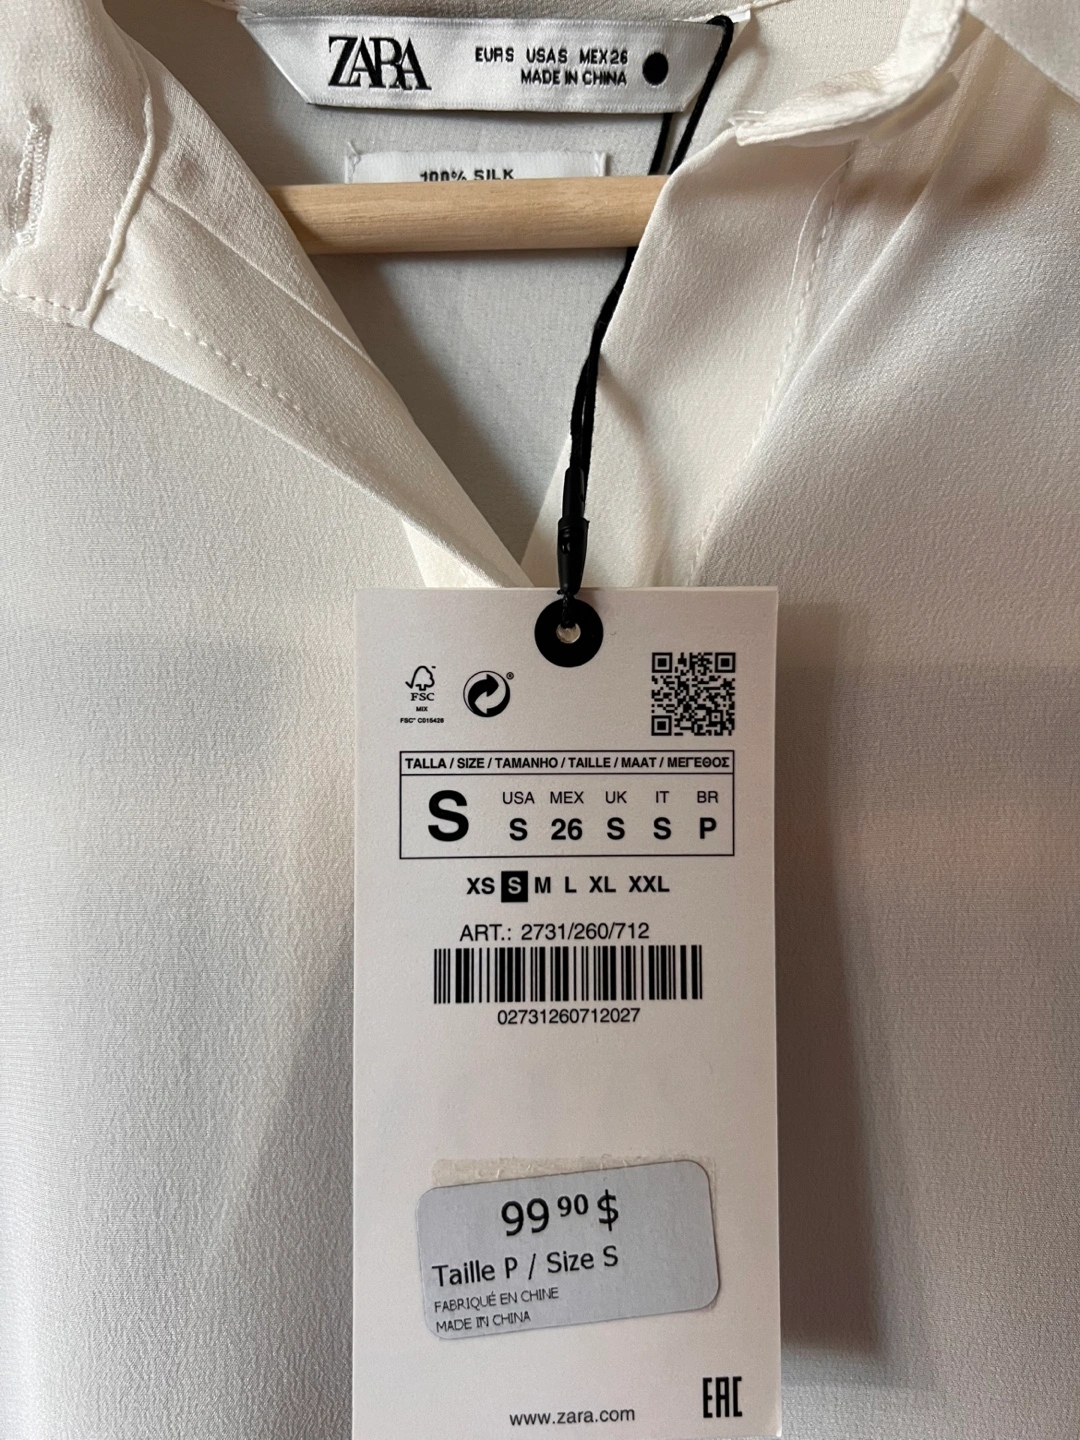 ZARA
EUR S USA S MEX 26
MADE IN CHINA
100% SILK
FSC
MIX
FSC® C015428
®
TALLA / SIZE / TAMANHO / TAILLE / MAAT / ΜΕΓΕΘΟΣ
S
USA MEX UK IT BR
S 26 S S P
XS S M L XL XXL
ART.: 2731/260/712
02731260712027
99 90 $
Taille P / Size S
FABRIQUÉ EN CHINE
MADE IN CHINA
EAC
www.zara.com